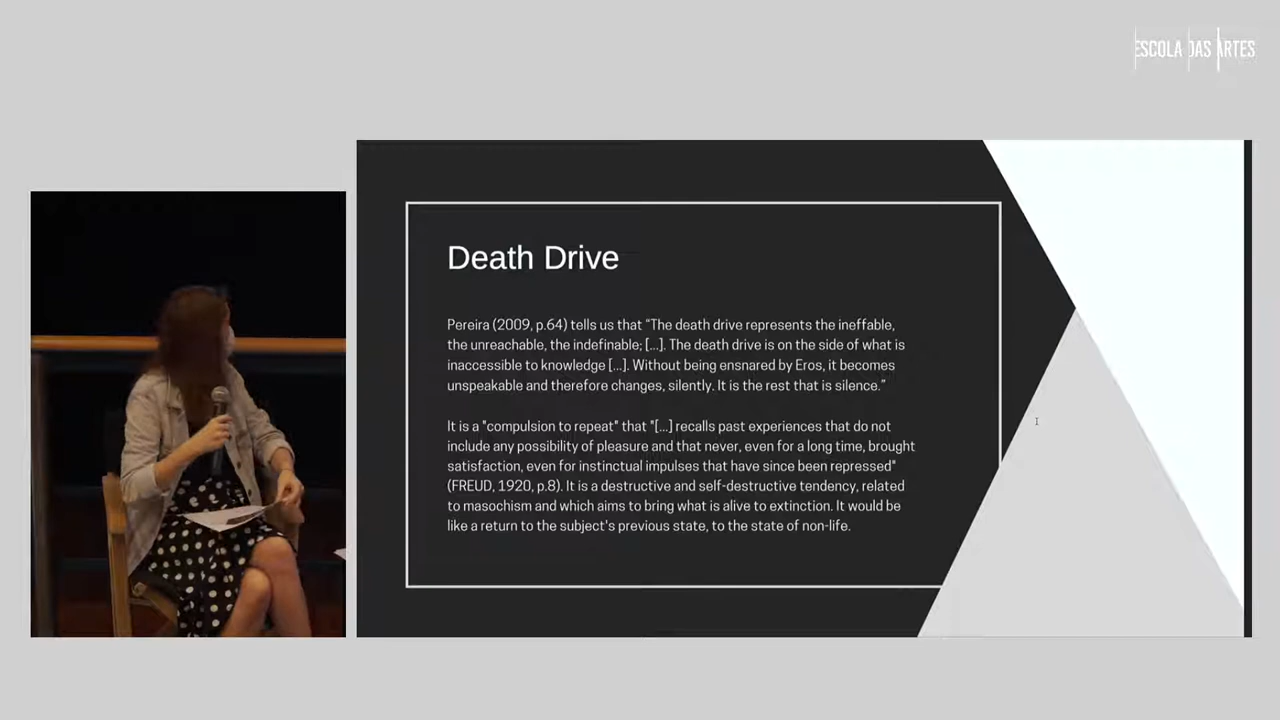 ESCOLA DAS ARTES
Death Drive
Pereira (2009, p.64) tells us that “The death drive represents the ineffable,
the unreachable, the indefinable; [...]. The death drive is on the side of what is
inaccessible to knowledge [...]. Without being ensnared by Eros, it becomes
unspeakable and therefore changes, silently. It is the rest that is silence.”
It is a "compulsion to repeat" that "[...] recalls past experiences that do not
include any possibility of pleasure and that never, even for a long time, brought
satisfaction, even for instinctual impulses that have since been repressed"
(FREUD, 1920, p.8). It is a destructive and self-destructive tendency, related
to masochism and which aims to bring what is alive to extinction. It would be
like a return to the subject's previous state, to the state of non-life.